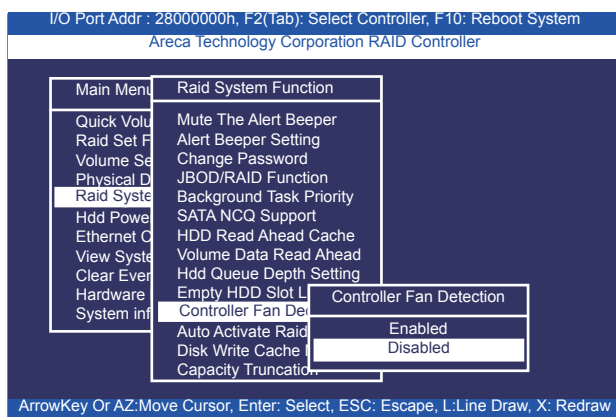 I/O Port Addr : 28000000h, F2(Tab): Select Controller, F10: Reboot System
Areca Technology Corporation RAID Controller
Main Menu
Quick Volu
Raid Set F
Volume Se
Physical D
Raid Syste
Hdd Powe
Ethernet C
View Syste
Clear Even
Hardware
System inf
Raid System Function
Mute The Alert Beeper
Alert Beeper Setting
Change Password
JBOD/RAID Function
Background Task Priority
SATA NCQ Support
HDD Read Ahead Cache
Volume Data Read Ahead
Hdd Queue Depth Setting
Empty HDD Slot L
Controller Fan De
Auto Activate Raid
Disk Write Cache
Capacity Truncation
Controller Fan Detection
Enabled
Disabled
ArrowKey Or AZ:Move Cursor, Enter: Select, ESC: Escape, L:Line Draw, X: Redraw